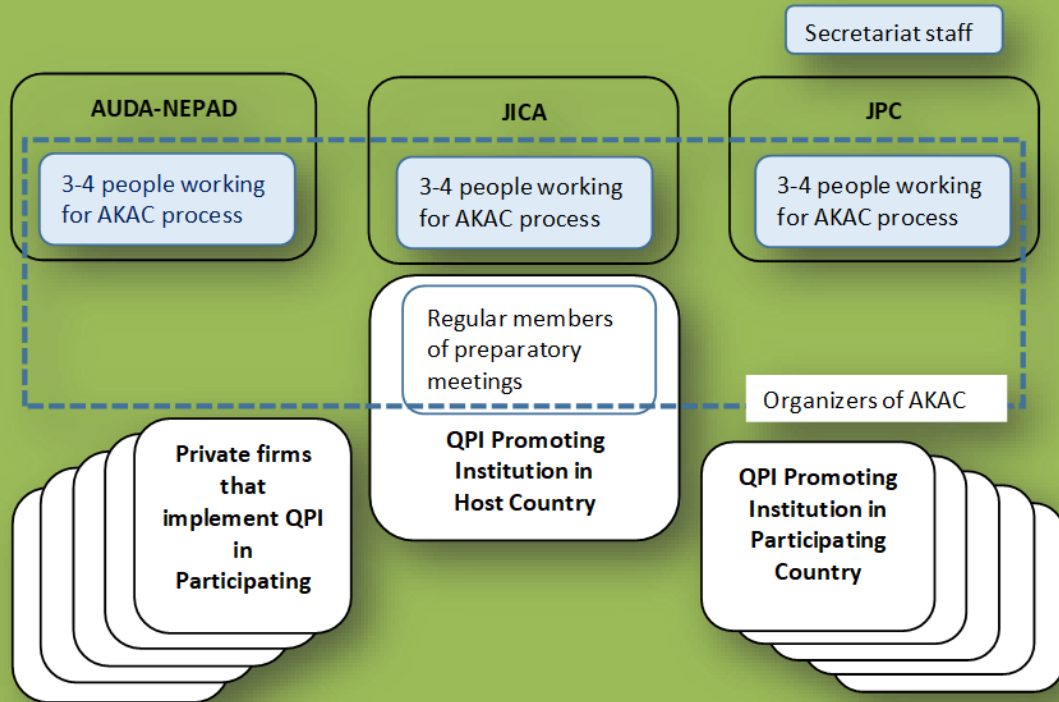 Secretariat staff
AUDA-NEPAD
JICA
JPC
3-4 people working
for AKAC process
3-4 people working
for AKAC process
3-4 people working
for AKAC process
Regular members
of preparatory
meetings
Organizers of AKAC
QPI Promoting
Institution in
Host Country
Private firms
that
implement QPI
in
Participating
QPI Promoting
Institution in
Participating
Country